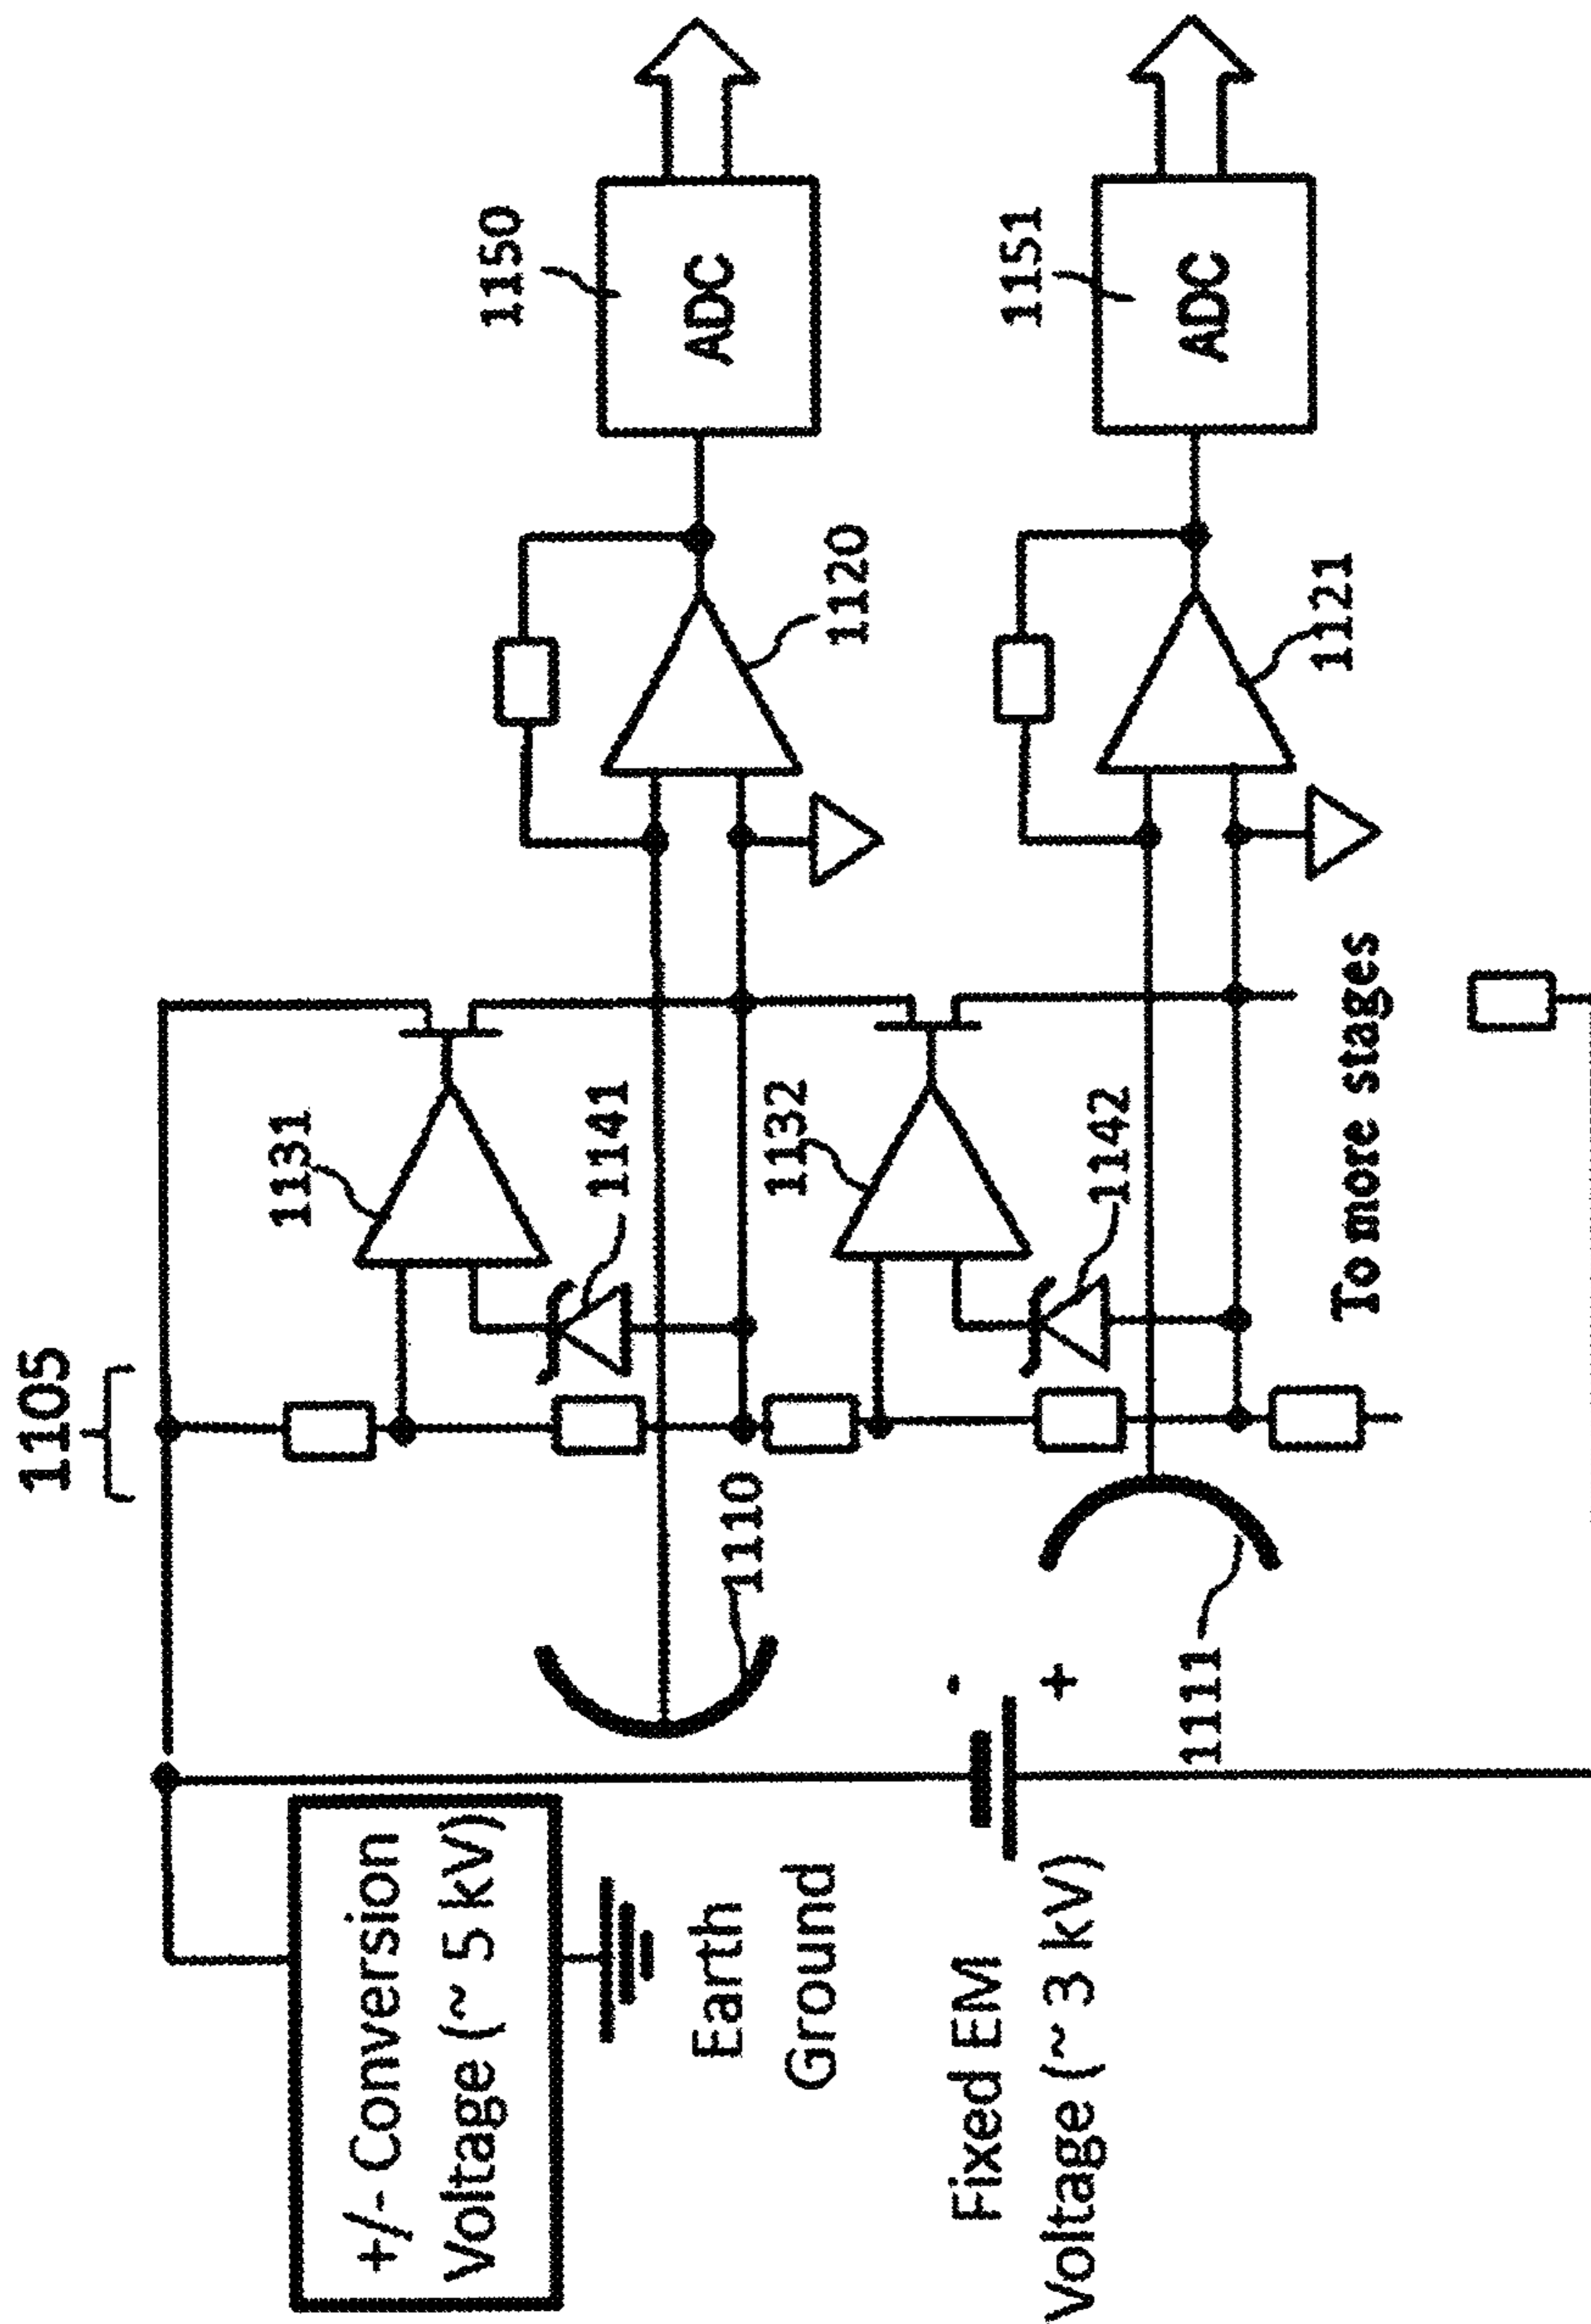 1105
1131
1141
1132
1142
1110
1111
1120
1121
1150
1151
ADC
ADC
To more stages
+/- Conversion
Voltage (~ 5 kV)
Earth
Ground
Fixed EM
Voltage (~ 3 kV)
-
+